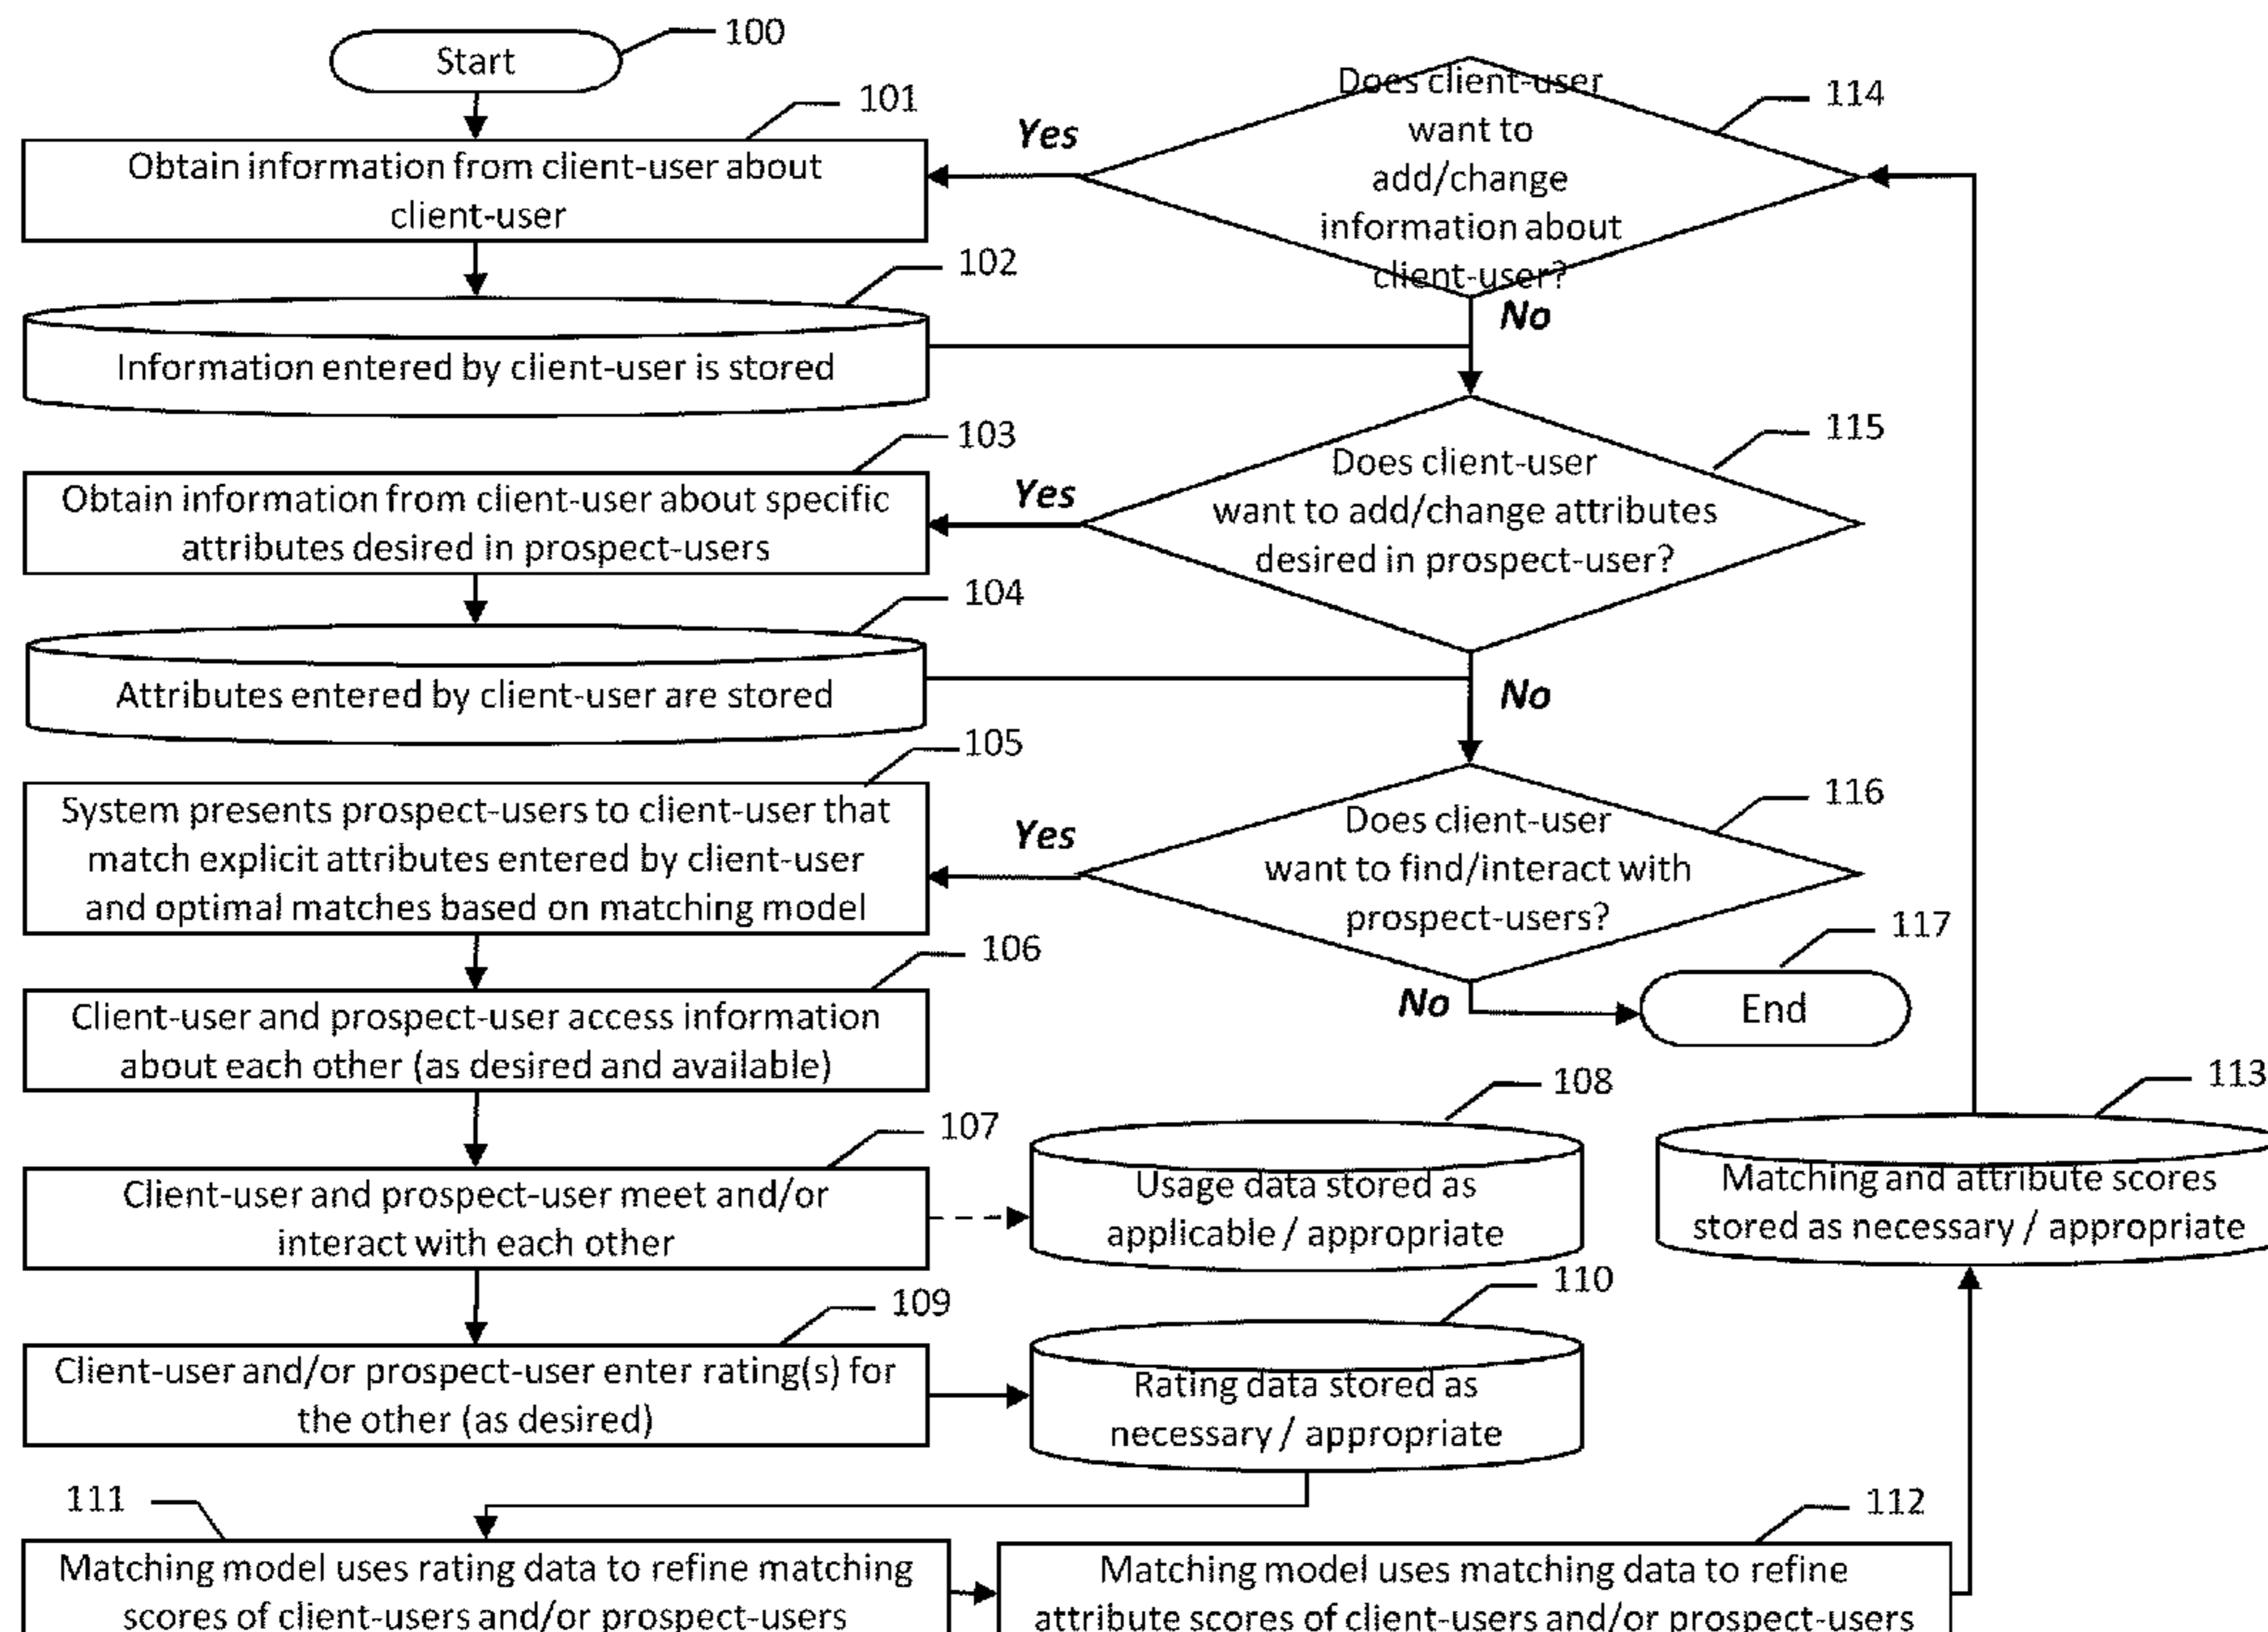 Start
100
101
Obtain information from client-user about
client-user
102
Information entered by client-user is stored
103
Obtain information from client-user about specific
attributes desired in prospect-users
104
Attributes entered by client-user are stored
105
System presents prospect-users to client-user that
match explicit attributes entered by client-user
and optimal matches based on matching model
106
Client-user and prospect-user access information
about each other (as desired and available)
107
Client-user and prospect-user meet and/or
interact with each other
108
Usage data stored as
applicable / appropriate
109
Client-user and/or prospect-user enter rating(s) for
the other (as desired)
110
Rating data stored as
necessary / appropriate
111
Matching model uses rating data to refine matching
scores of client-users and/or prospect-users
112
Matching model uses matching data to refine
attribute scores of client-users and/or prospect-users
113
Matching and attribute scores
stored as necessary / appropriate
114
Does client-user
want to
add/change
information about
client-user?
Yes
No
115
Does client-user
want to add/change attributes
desired in prospect-user?
Yes
No
116
Does client-user
want to find/interact with
prospect-users?
Yes
No
117
End